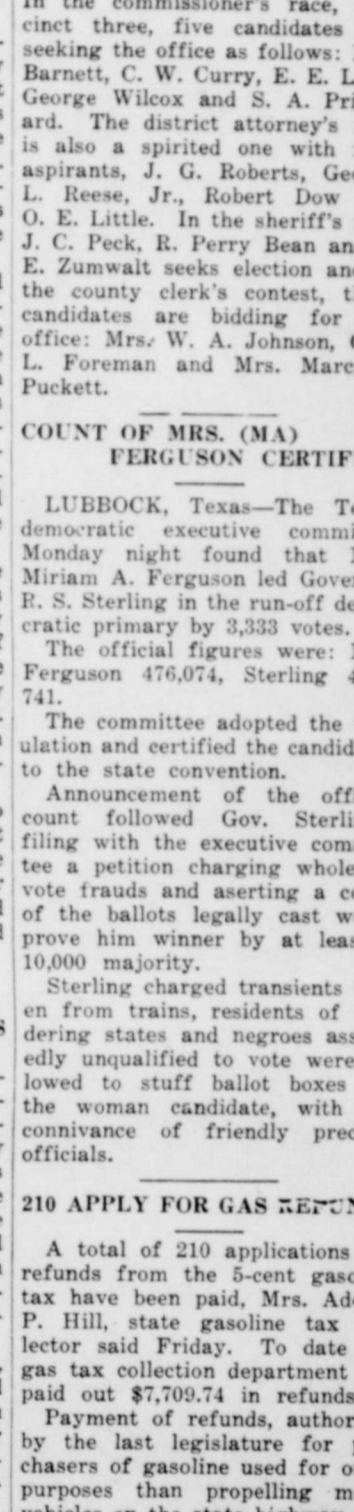 In the commissioner's race,
cinct three, five candidates
seeking the office as follows:
Barnett, C. W. Curry, E. E. L
George Wilcox and S. A. Pri
ard. The district attorney's
is also a spirited one with
aspirants, J. G. Roberts, Geo
L. Reese, Jr., Robert Dow
O. E. Little. In the sheriff's
J. C. Peck, R. Perry Bean an
E. Zumwalt seeks election and
the county clerk's contest, t
candidates are bidding for
office: Mrs. W. A. Johnson,
L. Foreman and Mrs. Marc
Puckett.
COUNT OF MRS. (MA)
FERGUSON CERTIF
LUBBOCK, Texas—The Te
democratic executive commi
Monday night found that
Miriam A. Ferguson led Gove
R. S. Sterling in the run-off de
cratic primary by 3,333 votes.
The official figures were:
Ferguson 476,074, Sterling 4
741.
The committee adopted the
ulation and certified the candid
to the state convention.
Announcement of the offi
count followed Gov. Sterli
filing with the executive com
tee a petition charging whole
vote frauds and aserting a co
of the ballots legally cast w
prove him winner by at leas
10,000 majority.
Sterling charged transients
en from trains, residents of
dering states and negroes ass
edly unqualified to vote were
lowed to stuff ballot boxes
the woman candidate, with
connivance of friendly prec
officials.
210 APPLY FOR GAS REFUN
A total of 210 applications
refunds from the 5-cent gaso
tax have been paid, Mrs. Ad
P. Hill, state gasoline tax
lector said Friday. To date
gas tax collection department
paid out $7,709.74 in refunds
Payment of refunds, author
by the last legislature for
chasers of gasoline used for o
purposes than propelling m
vehicles on the state